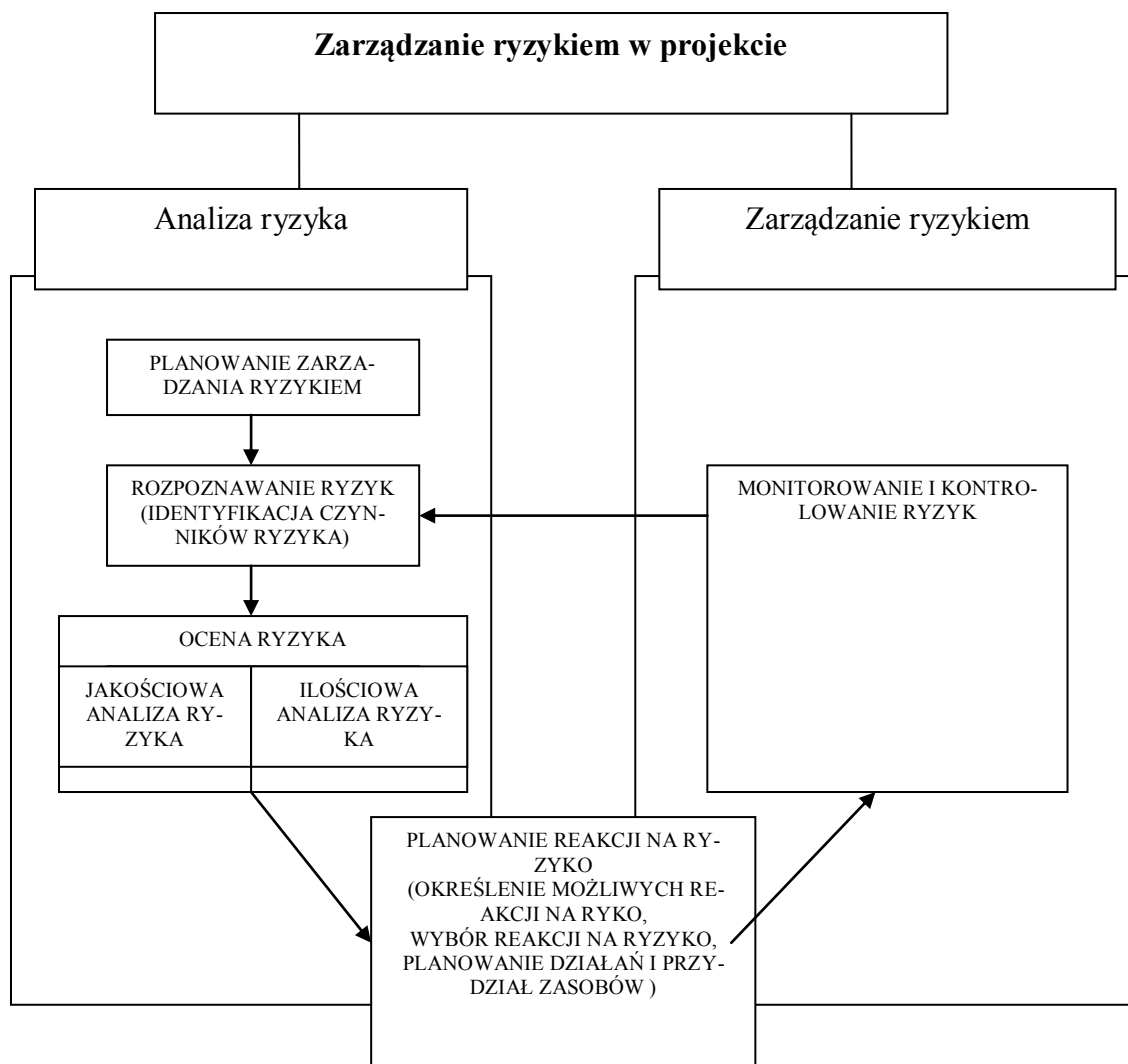 Zarządzanie ryzykiem w projekcie
Analiza ryzyka
Zarządzanie ryzykiem
PLANOWANIE ZARZA-
DZANIA RYZYKIEM
ROZPOZNAWANIE RYZYK
(IDENTYFIKACJA CZYN-
NIKÓW RYZYKA)
MONITOROWANIE I KONTRO-
LOWANIE RYZYK
OCENA RYZYKA
JAKOŚCIOWA
ANALIZA RY-
ZYKA
ILOŚCIOWA
ANALIZA RYZY-
KA
PLANOWANIE REAKCJI NA RY-
ZYKO
(OKREŚLENIE MOŻLIWYCH RE-
AKCJI NA RYKO,
WYBÓR REAKCJI NA RYZYKO,
PLANOWANIE DZIAŁAŃ I PRZY-
DZIAŁ ZASOBÓW )